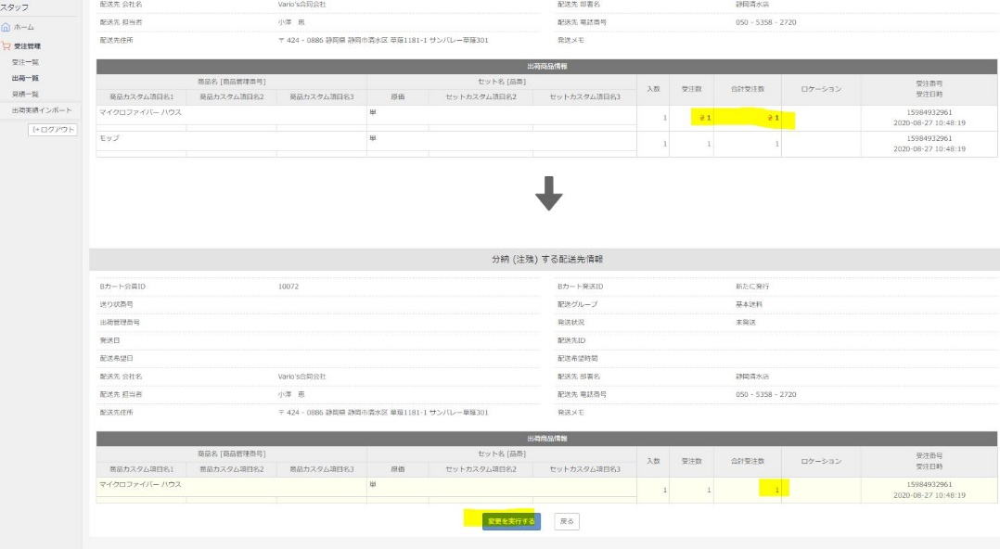 スタッフ
ホーム
受注管理
受注一覧
出荷一覧
見積一覧
出荷実績インポート
ログアウト
配送先 会社名 Vario's合同会社 配送先 部署名 静岡清水店
配送先 担当者 小澤 恵 配送先 電話番号 050 - 5358 - 2720
配送先住所 〒 424 - 0886 静岡県 静岡市清水区 草薙1181-1 サンバレー草薙301 発送メモ
出荷商品情報
商品名 [商品管理番号] セット名 [品番] 入数 受注数 合計受注数 ロケーション 受注番号
受注日時
商品カスタム項目名1 商品カスタム項目名2 商品カスタム項目名3 原価 セットカスタム項目名2 セットカスタム項目名3
マイクロファイバー ハウス 単 1 2 1 2 1 15984932961
2020-08-27 10:48:19
モップ 単 1 1 1 15984932961
2020-08-27 10:48:19
分納 (注残) する配送先情報
Bカート会員ID 10072 Bカート発送ID 新たに発行
送り状番号 配送グループ 基本送料
出荷管理番号 発送状況 未発送
発送日 配送先ID
配送希望日 配送希望時間
配送先 会社名 Vario's合同会社 配送先 部署名 静岡清水店
配送先 担当者 小澤 恵 配送先 電話番号 050 - 5358 - 2720
配送先住所 〒 424 - 0886 静岡県 静岡市清水区 草薙1181-1 サンバレー草薙301 発送メモ
出荷商品情報
商品名 [商品管理番号] セット名 [品番] 入数 受注数 合計受注数 ロケーション 受注番号
受注日時
商品カスタム項目名1 商品カスタム項目名2 商品カスタム項目名3 原価 セットカスタム項目名2 セットカスタム項目名3
マイクロファイバー ハウス 単 1 1 1 15984932961
2020-08-27 10:48:19
変更を実行する 戻る